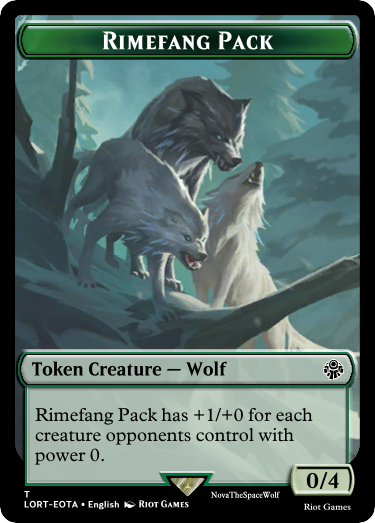 Rimefang Pack
Token Creature — Wolf
Rimefang Pack has +1/+0 for each
creature opponents control with
power 0.
0/4
T
LORT-EOTA • English Riot Games
NovaTheSpaceWolf
Riot Games